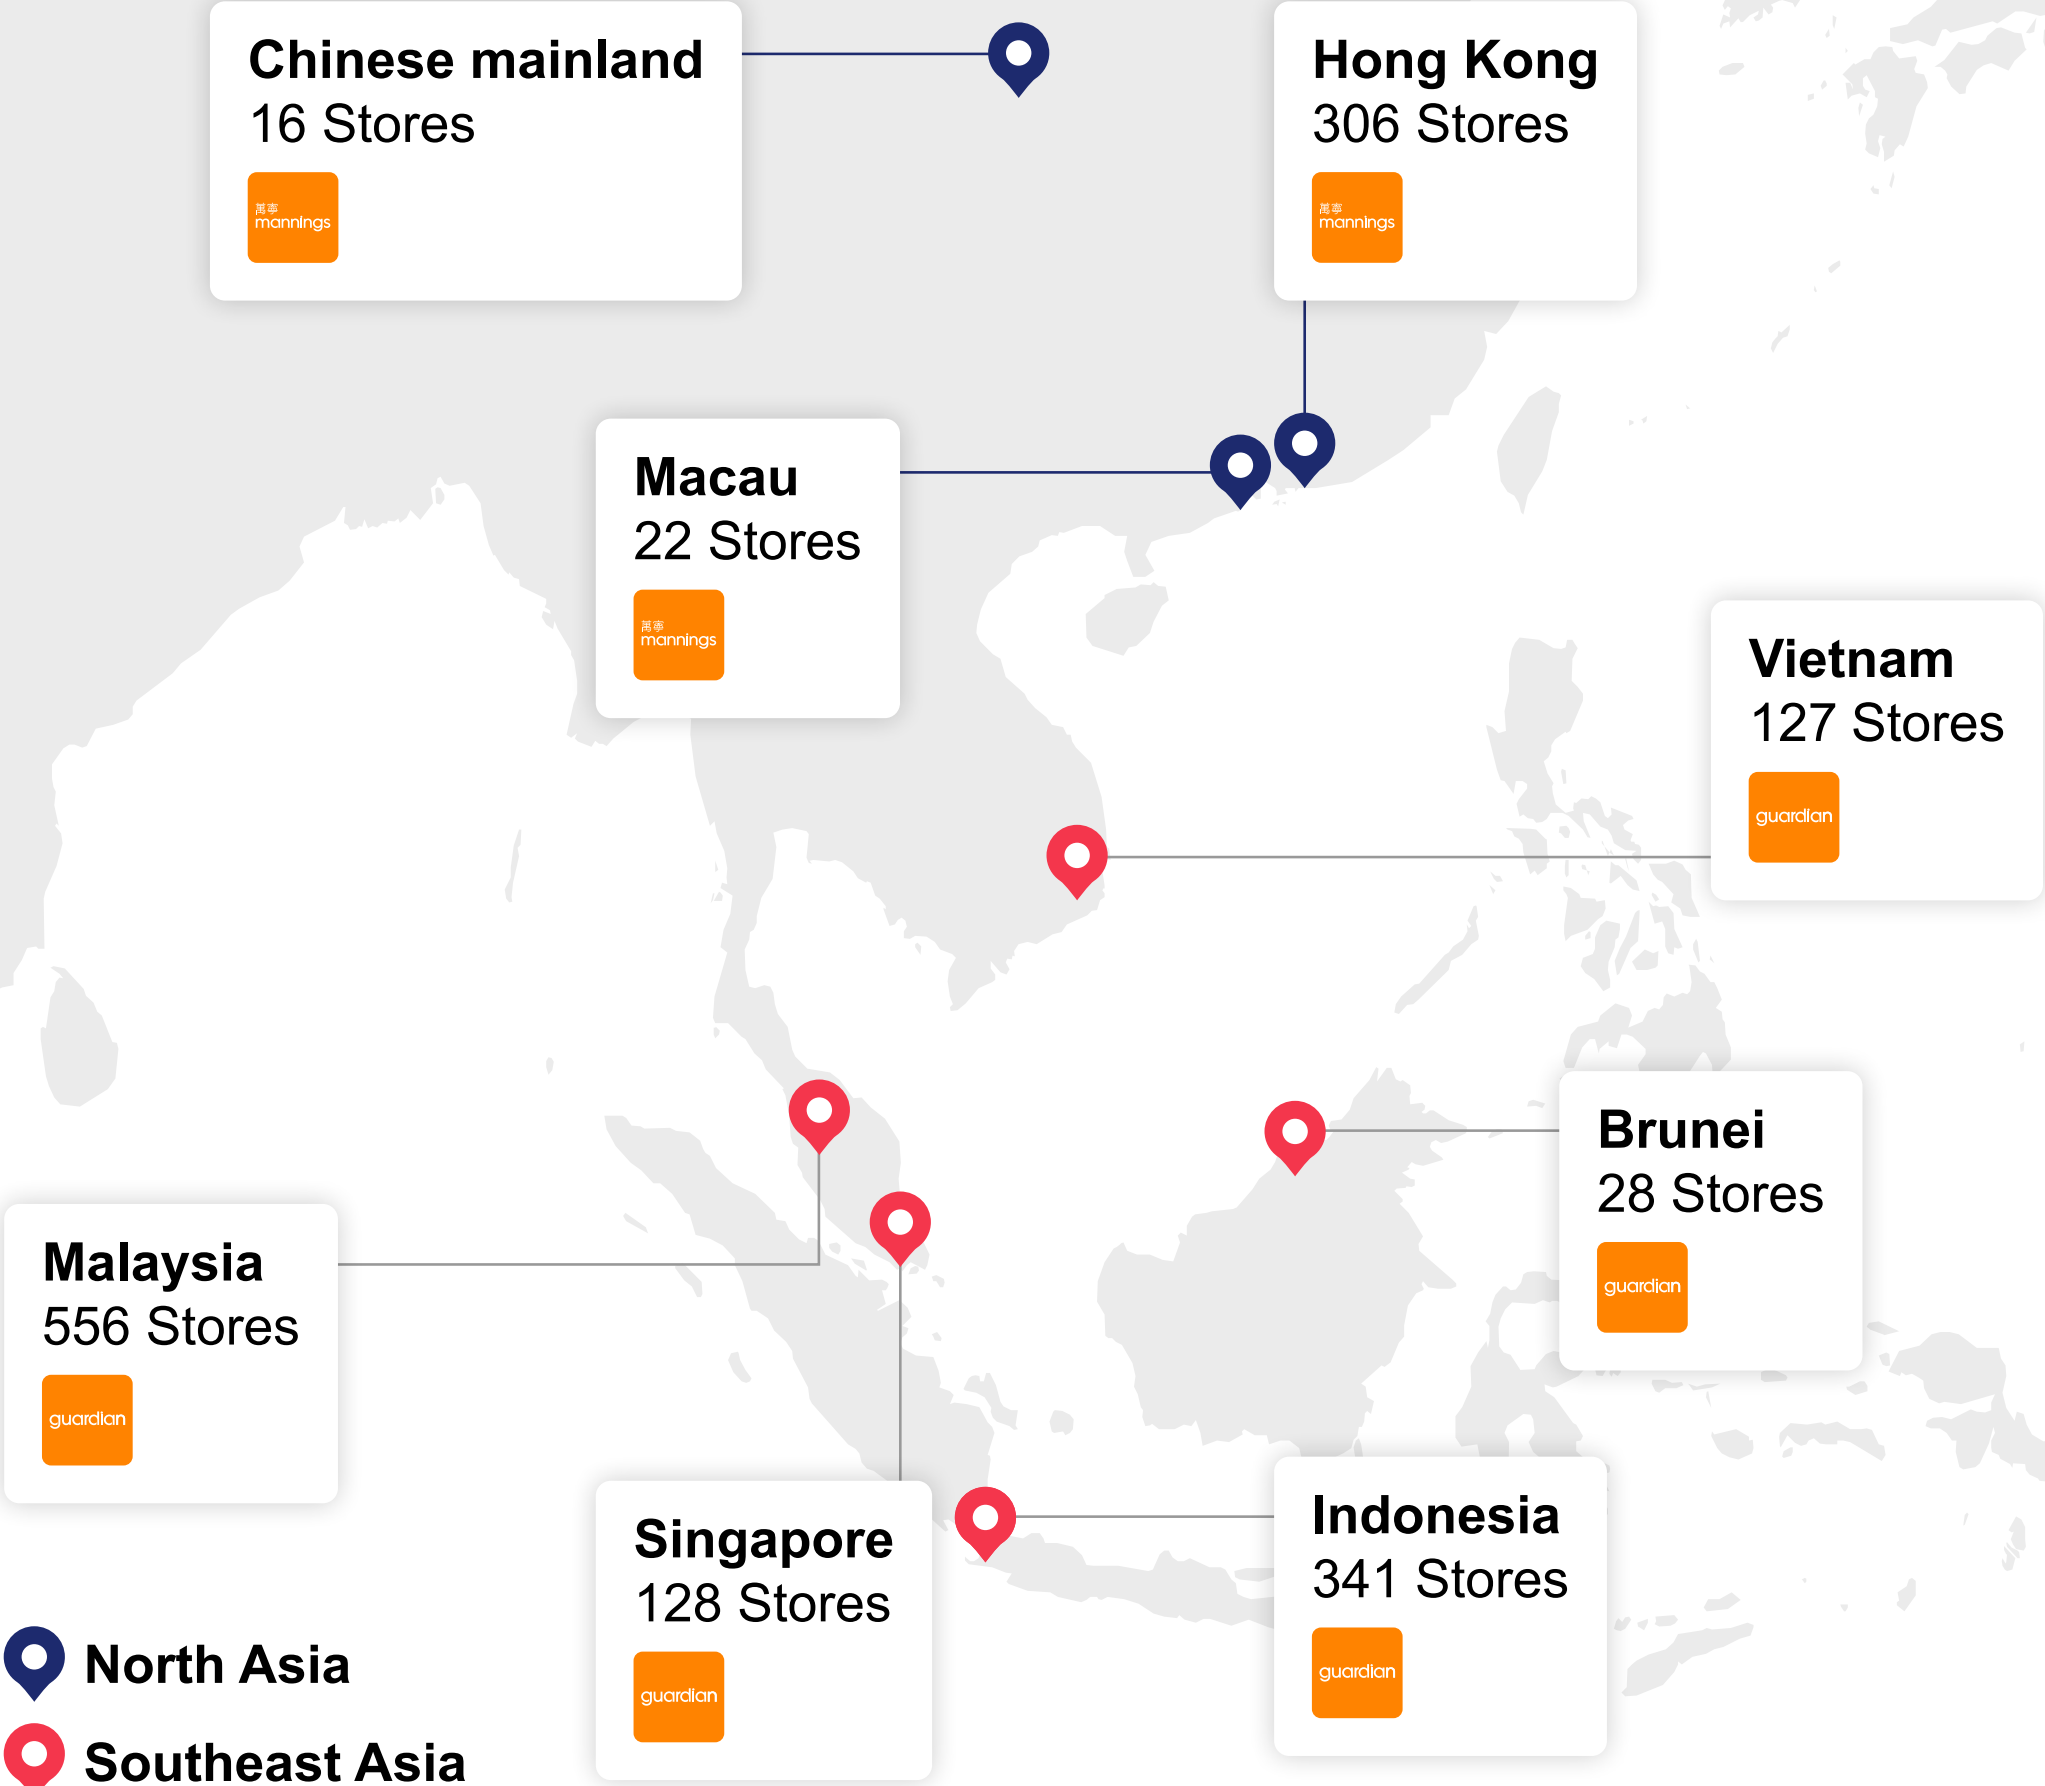 Chinese mainland
16 Stores
萬寧
mannings
Hong Kong
306 Stores
萬寧
mannings
Macau
22 Stores
萬寧
mannings
Vietnam
127 Stores
guardian
Brunei
28 Stores
guardian
Malaysia
556 Stores
guardian
Singapore
128 Stores
guardian
Indonesia
341 Stores
guardian
North Asia
Southeast Asia